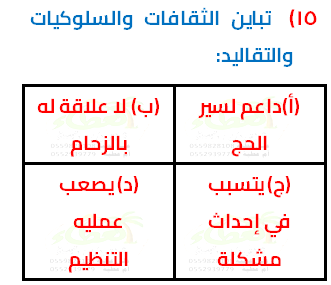 ١٥) تباين الثقافات والسلوكيات
والتقاليد:
(أ)داعم لسير
الحج
(ب) لا علاقة له
بالزحام
(ج)يتسبب
في إحداث
مشكلة
(د)يصعب
عمليه
التنظيم